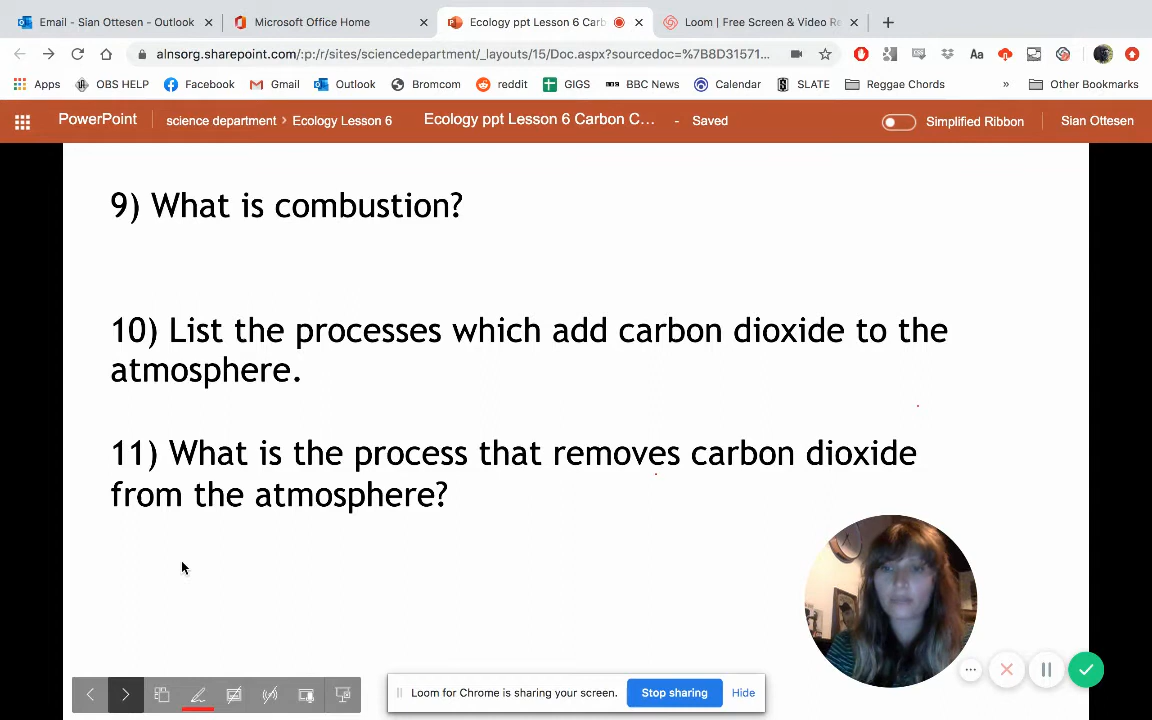 Email - Sian Ottesen - Outlook
Microsoft Office Home
Ecology ppt Lesson 6 Carb
Loom | Free Screen & Video Re
alnsorg.sharepoint.com/:p:/r/sites/sciencedepartment/_layouts/15/Doc.aspx?sourcedoc=%7B8D31571...
Apps
OBS HELP
Facebook
Gmail
Outlook
Bromcom
reddit
GIGS
BBC News
Calendar
SLATE
Reggae Chords
»
Other Bookmarks
PowerPoint
science department › Ecology Lesson 6
Ecology ppt Lesson 6 Carbon C... - Saved
Simplified Ribbon
Sian Ottesen
9) What is combustion?
10) List the processes which add carbon dioxide to the
atmosphere.
11) What is the process that removes carbon dioxide
from the atmosphere?
Loom for Chrome is sharing your screen.
Stop sharing
Hide